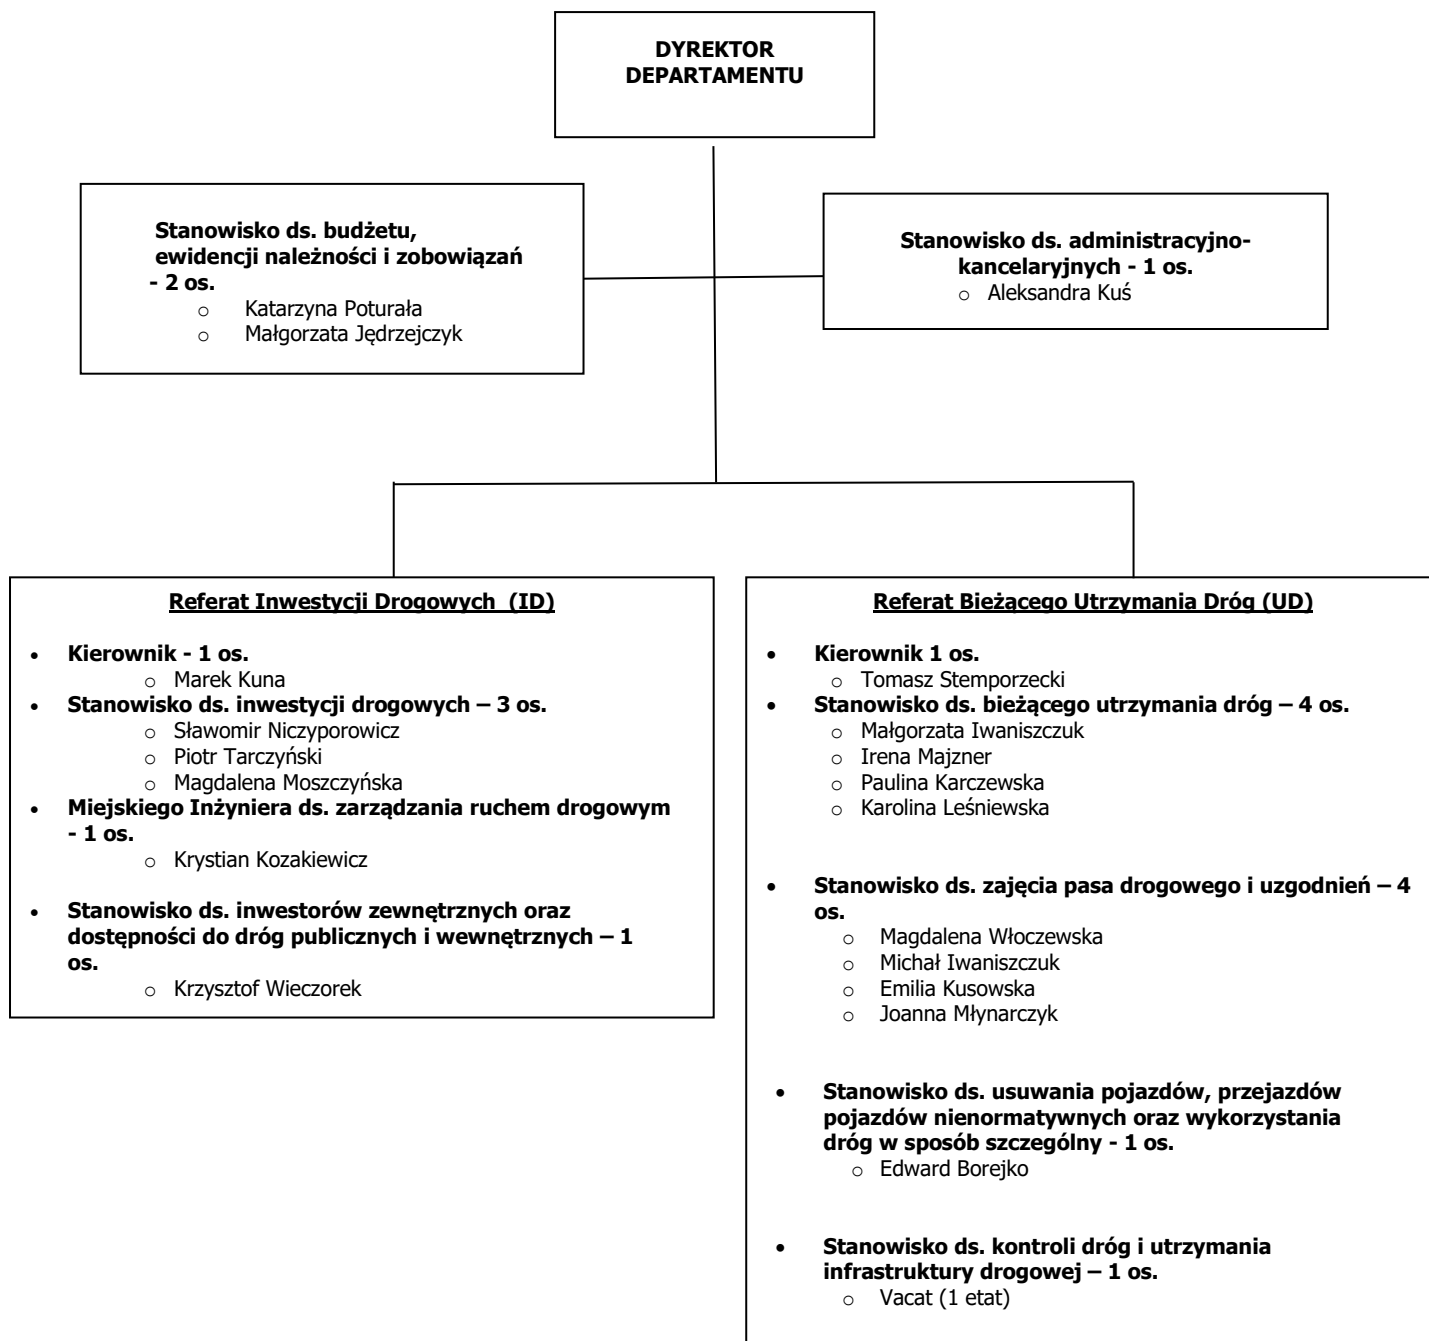 DYREKTOR
DEPARTAMENTU
Stanowisko ds. budżetu,
ewidencji należności i zobowiązań
- 2 os.
o Katarzyna Poturała
o Małgorzata Jędrzejczyk
Stanowisko ds. administracyjno-
kancelaryjnych - 1 os.
o Aleksandra Kuś
Referat Inwestycji Drogowych (ID)
• Kierownik - 1 os.
o Marek Kuna
• Stanowisko ds. inwestycji drogowych – 3 os.
o Sławomir Niczyporowicz
o Piotr Tarczyński
o Magdalena Moszczyńska
• Miejskiego Inżyniera ds. zarządzania ruchem drogowym
- 1 os.
o Krystian Kozakiewicz
• Stanowisko ds. inwestorów zewnętrznych oraz
dostępności do dróg publicznych i wewnętrznych – 1
os.
o Krzysztof Wieczorek
Referat Bieżącego Utrzymania Dróg (UD)
• Kierownik 1 os.
o Tomasz Stemporzecki
• Stanowisko ds. bieżącego utrzymania dróg – 4 os.
o Małgorzata Iwaniszczuk
o Irena Majzner
o Paulina Karczewska
o Karolina Leśniewska
• Stanowisko ds. zajęcia pasa drogowego i uzgodnień – 4
os.
o Magdalena Włoczewska
o Michał Iwaniszczuk
o Emilia Kusowska
o Joanna Młynarczyk
• Stanowisko ds. usuwania pojazdów, przejazdów
pojazdów nienormatywnych oraz wykorzystania
dróg w sposób szczególny - 1 os.
o Edward Borejko
• Stanowisko ds. kontroli dróg i utrzymania
infrastruktury drogowej – 1 os.
o Vacat (1 etat)